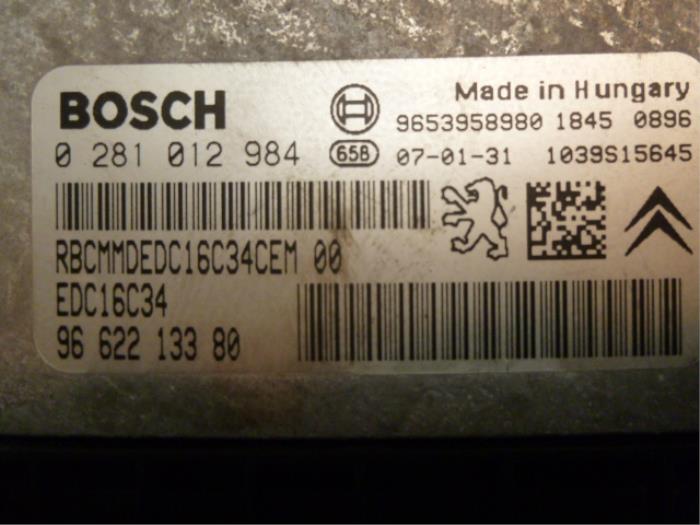 BOSCH
Made in Hungary
9653958980 1845 0896
0 281 012 984 65B 07-01-31 1039S15645
RBCMMDEDC16C34CEM 00
EDC16C34
96 622 133 80